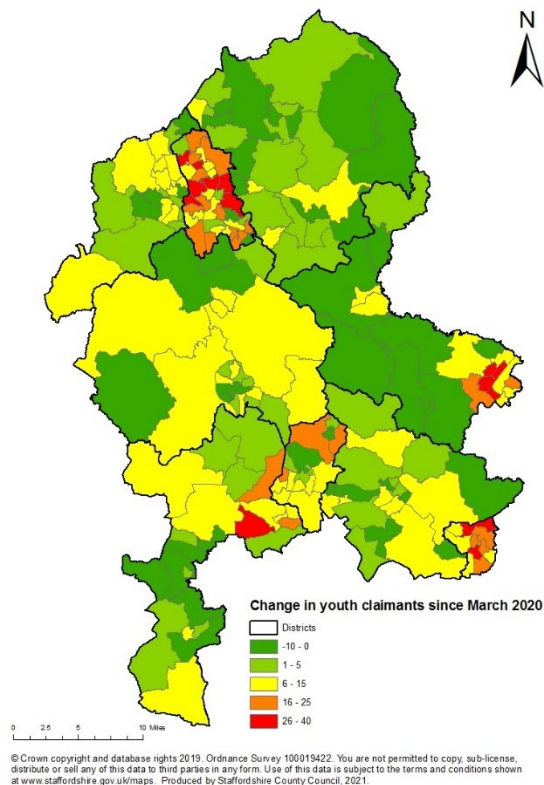 N
Change in youth claimants since March 2020
Districts
-10 - 0
1 - 5
6 - 15
16 - 25
26 - 40
0 2.5 5 10 Miles
© Crown copyright and database rights 2019. Ordnance Survey 100019422. You are not permitted to copy, sub-license,
distribute or sell any of this data to third parties in any form. Use of this data is subject to the terms and conditions shown
at www.staffordshire.gov.uk/maps. Produced by Staffordshire County Council, 2021.